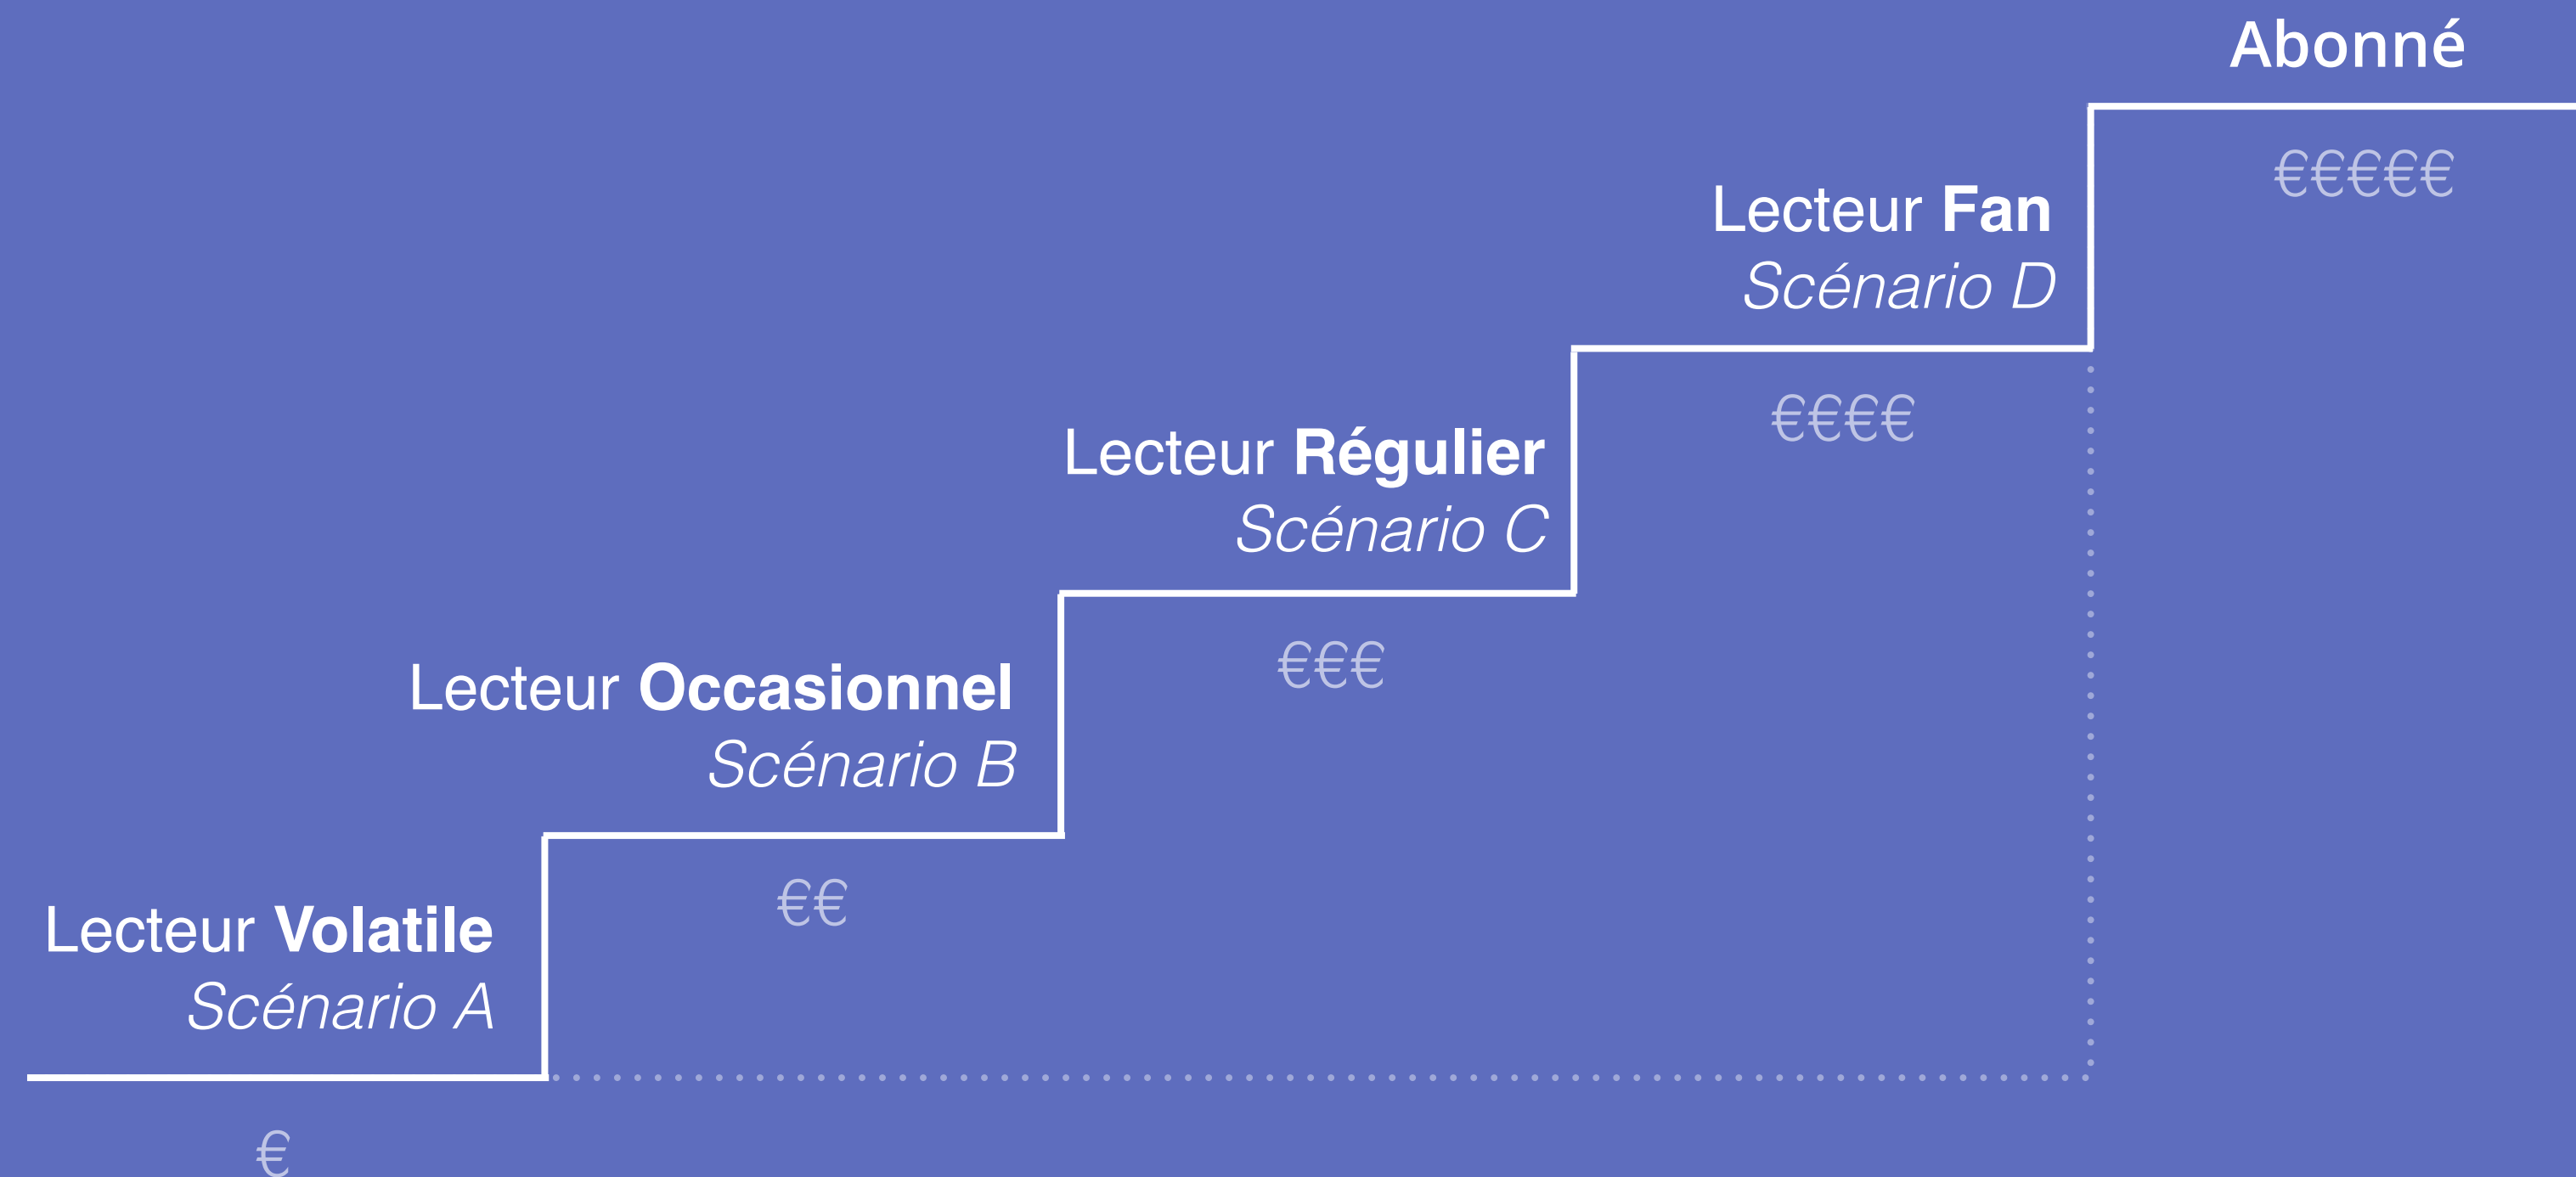 Abonné
€€€€€
Lecteur Fan
Scénario D
€€€€
Lecteur Régulier
Scénario C
€€€
Lecteur Occasionnel
Scénario B
€€
Lecteur Volatile
Scénario A
€